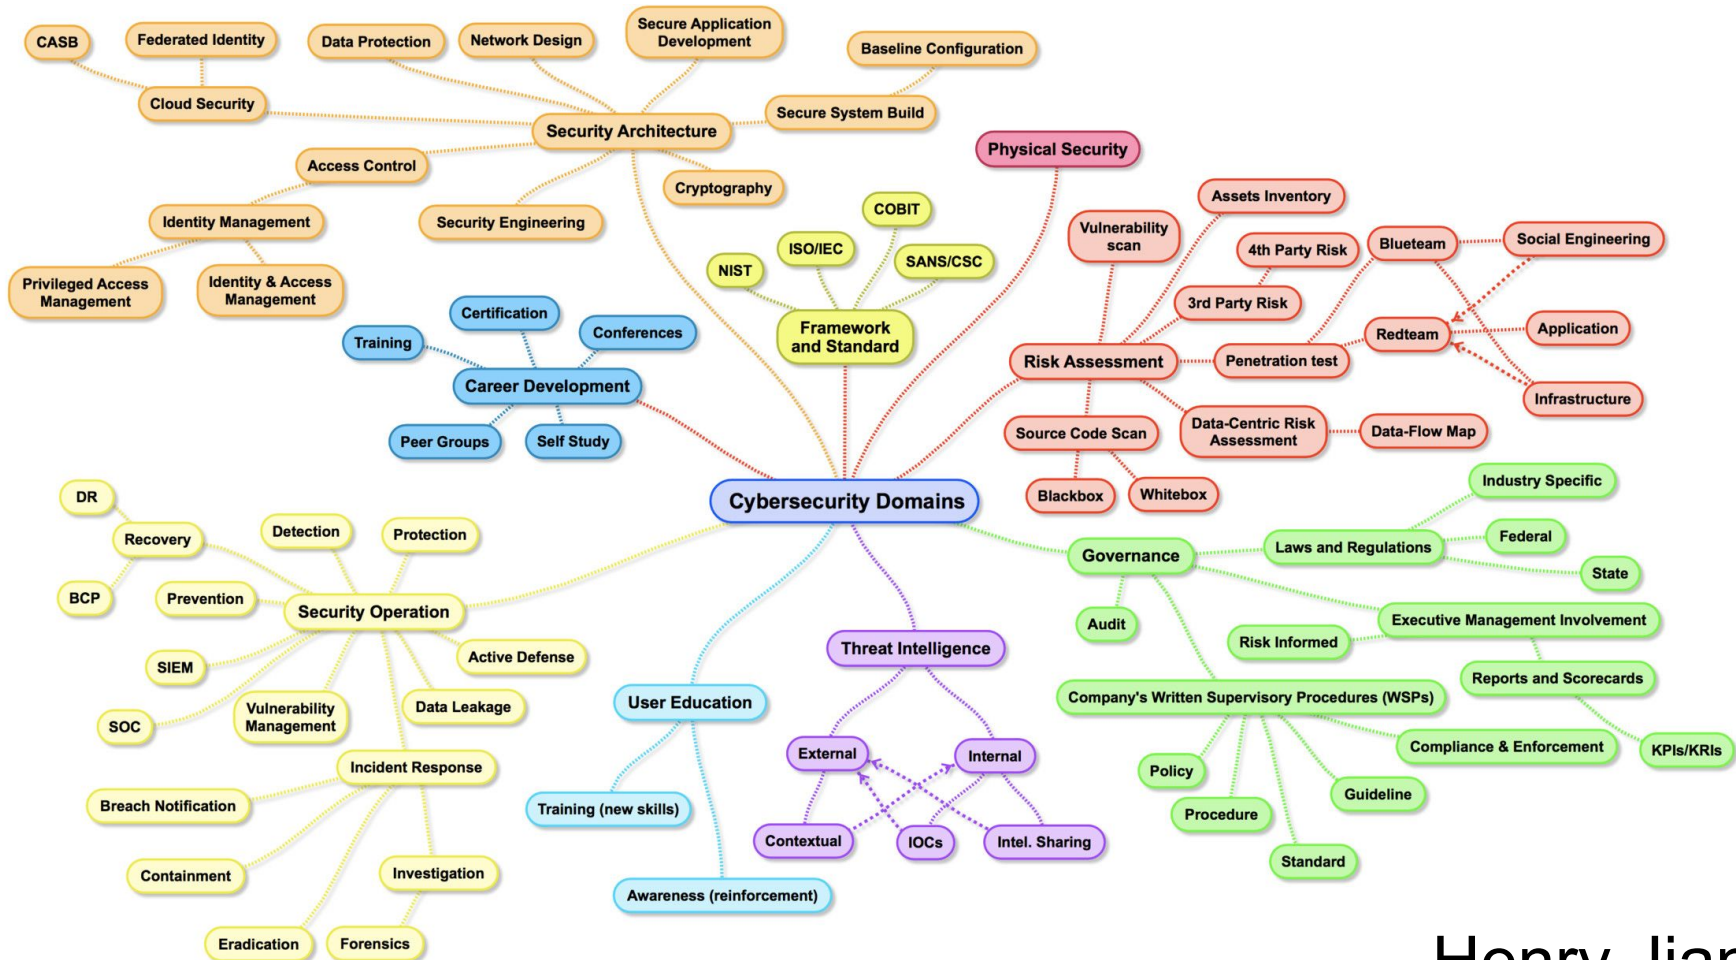 CASB
Federated Identity
Data Protection
Network Design
Secure Application
Development
Baseline Configuration
Cloud Security
Secure System Build
Security Architecture
Physical Security
Access Control
Cryptography
Identity Management
Security Engineering
Privileged Access
Management
Identity & Access
Management
COBIT
ISO/IEC
NIST
SANS/CSC
Framework
and Standard
Assets Inventory
Vulnerability
scan
4th Party Risk
3rd Party Risk
Blueteam
Social Engineering
Redteam
Application
Risk Assessment
Penetration test
Infrastructure
Source Code Scan
Data-Centric Risk
Assessment
Data-Flow Map
Blackbox
Whitebox
Certification
Training
Conferences
Career Development
Peer Groups
Self Study
Cybersecurity Domains
DR
Recovery
Detection
Protection
BCP
Prevention
Security Operation
SIEM
Active Defense
SOC
Vulnerability
Management
Data Leakage
Incident Response
Breach Notification
Containment
Investigation
Eradication
Forensics
User Education
Training (new skills)
Awareness (reinforcement)
Threat Intelligence
External
Internal
Contextual
IOCs
Intel. Sharing
Industry Specific
Governance
Laws and Regulations
Federal
State
Audit
Executive Management Involvement
Risk Informed
Reports and Scorecards
Company's Written Supervisory Procedures (WSPs)
KPIs/KRIs
Compliance & Enforcement
Policy
Guideline
Procedure
Standard
Henry